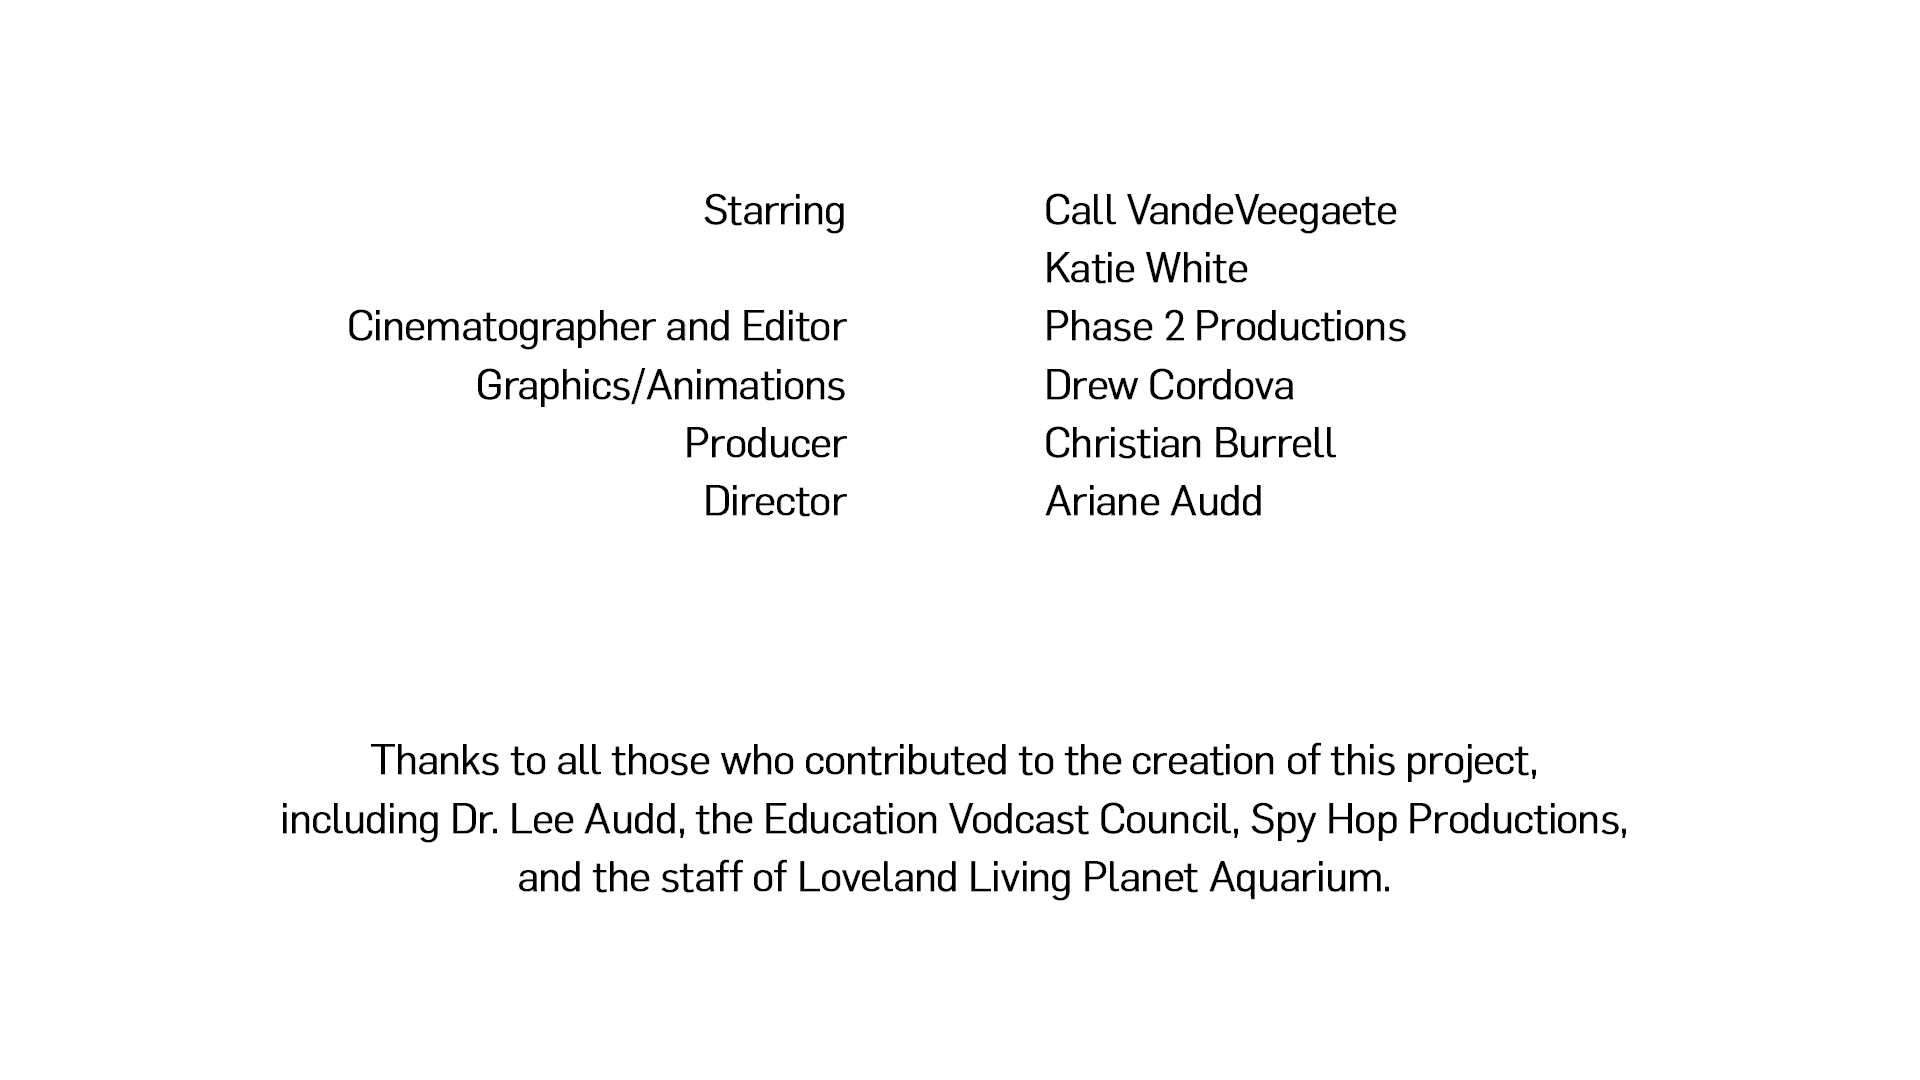 Starring Call VandeVeegaete
Katie White
Cinematographer and Editor Phase 2 Productions
Graphics/Animations Drew Cordova
Producer Christian Burrell
Director Ariane Audd
Thanks to all those who contributed to the creation of this project,
including Dr. Lee Audd, the Education Vodcast Council, Spy Hop Productions,
and the staff of Loveland Living Planet Aquarium.